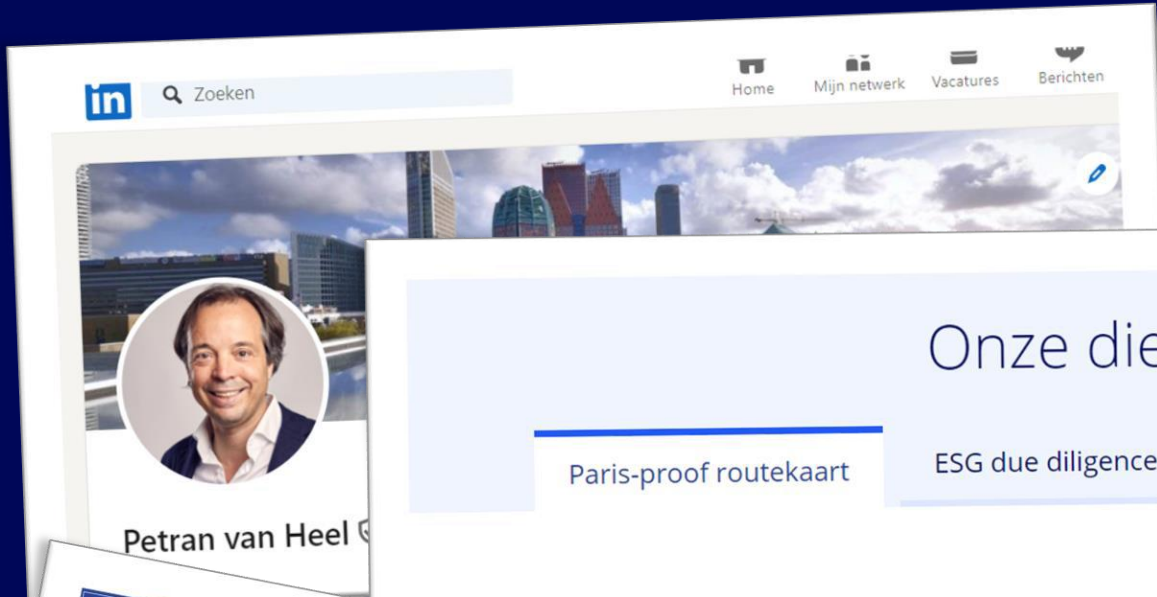 in
Zoeken
Home
Mijn netwerk
Vacatures
Berichten
Onze die
Paris-proof routekaart
ESG due diligence
Petran van Heel